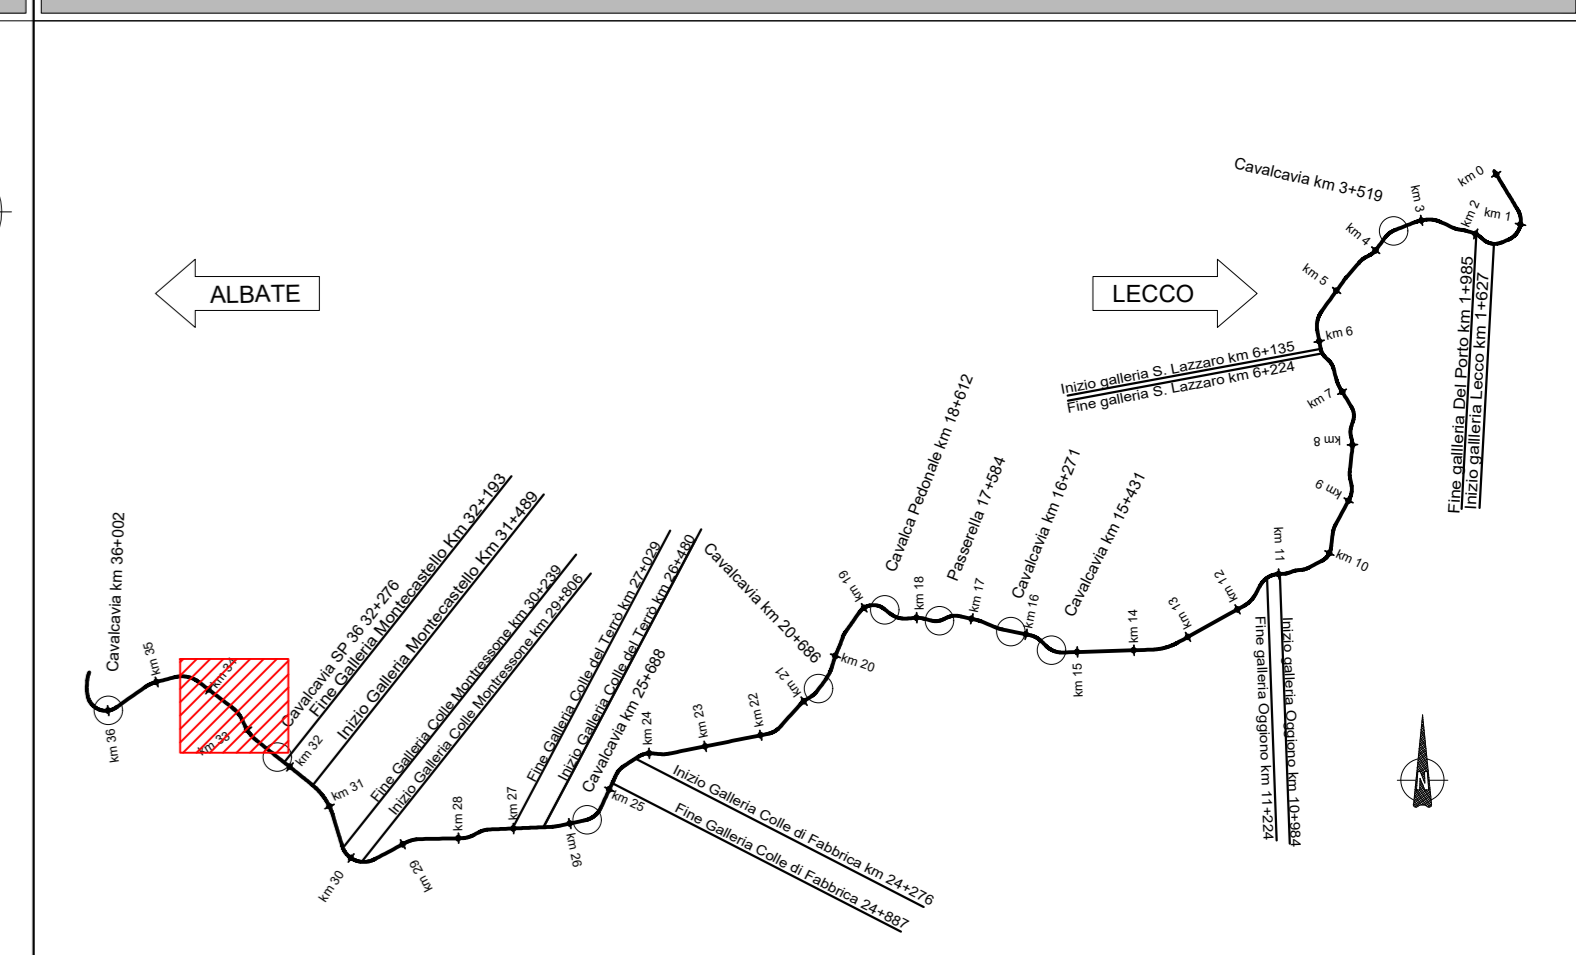 Cavalcavia km 3+519
km 0
km 1
km 2
km 3
km 4
km 5
km 6
km 7
km 8
km 9
km 10
km 11
km 12
km 13
km 14
km 15
km 16
km 17
km 18
km 19
km 20
km 21
km 22
km 23
km 24
km 25
km 26
km 27
km 28
km 29
km 30
km 31
km 32
km 33
km 34
km 35
km 36
ALBATE
LECCO
Fine gallleria Del Porto km 1+985
Inizio gallleria Lecco km 1+627
Inizio galleria S. Lazzaro km 6+135
Fine galleria S. Lazzaro km 6+224
Inizio galleria Oggiono km 10+984
Fine galleria Oggiono km 11+224
Cavalcavia km 15+431
Cavalcavia km 16+271
Passerella 17+584
Cavalca Pedonale km 18+612
Cavalcavia km 20+686
Inizio Galleria Colle di Fabbrica km 24+276
Fine Galleria Colle di Fabbrica 24+887
Cavalcavia km 25+688
Inizio Galleria Colle del Terrò km 26+480
Fine Galleria Colle del Terrò km 27+029
Inizio Galleria Colle Montressone km 29+806
Fine Galleria Colle Montressone km 30+239
Inizio Galleria Montecastello Km 31+489
Fine Galleria Montecastello Km 32+193
Cavalcavia SP 36 32+276
Cavalcavia km 36+002
N